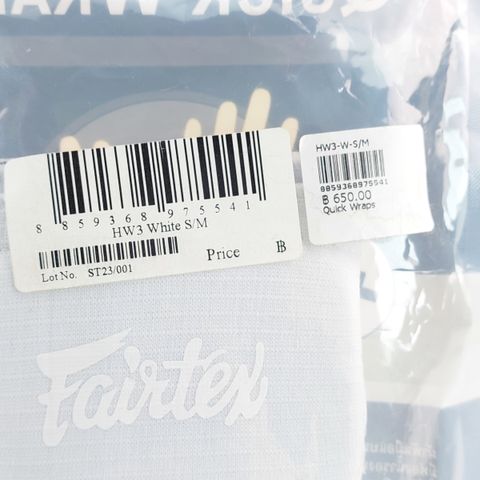 QUICK WRAP
8 859368 975541
HW3 White S/M
Lot No. ST23/001
Price ฿
HW3-W-S/M
8859368975541
฿ 650.00
Quick Wraps
Fairtex